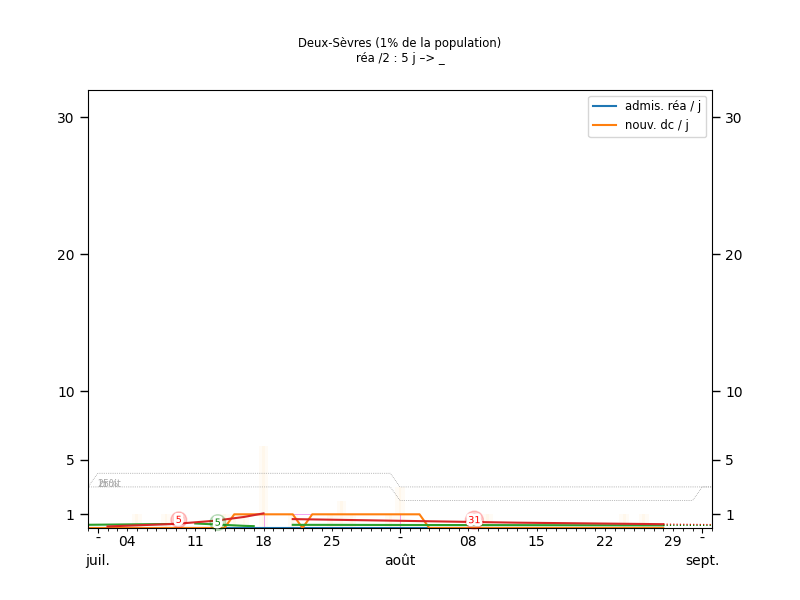 Deux-Sèvres (1% de la population)
réa /2 : 5 j –> _
admis. réa / j
nouv. dc / j
30 30
20 20
10 10
5 5
1 1
5 5 31
- 04 11 18 25 - 08 15 22 29 -
juil. août sept.